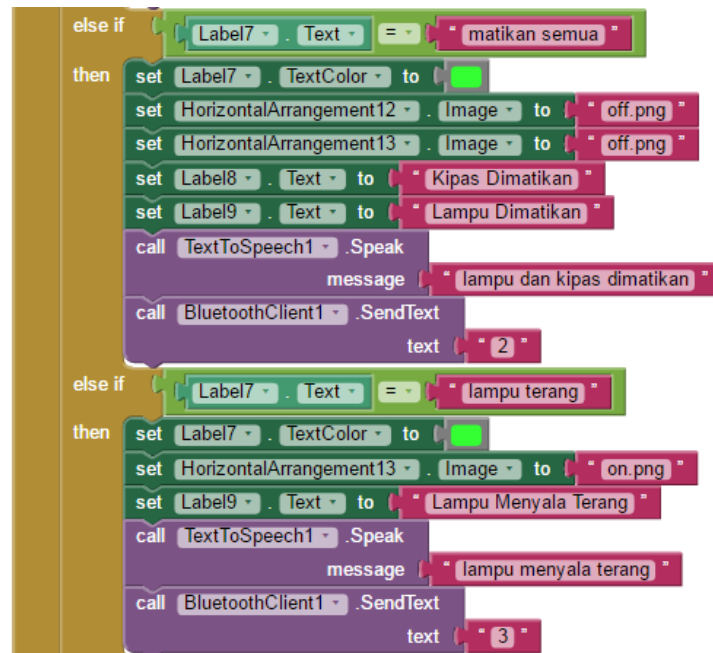 else if Label7 . Text = " matikan semua "
then set Label7 . TextColor to
set HorizontalArrangement12 . Image to " off.png "
set HorizontalArrangement13 . Image to " off.png "
set Label8 . Text to " Kipas Dimatikan "
set Label9 . Text to " Lampu Dimatikan "
call TextToSpeech1 .Speak
message " lampu dan kipas dimatikan "
call BluetoothClient1 .SendText
text " 2 "
else if Label7 . Text = " lampu terang "
then set Label7 . TextColor to
set HorizontalArrangement13 . Image to " on.png "
set Label9 . Text to " Lampu Menyala Terang "
call TextToSpeech1 .Speak
message " lampu menyala terang "
call BluetoothClient1 .SendText
text " 3 "